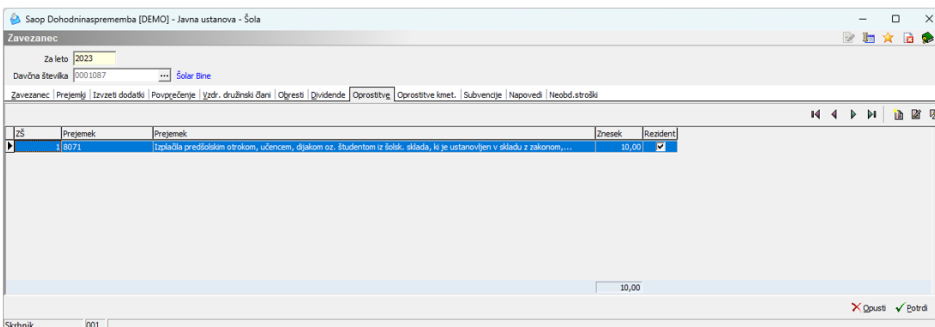 Saop Dohodninasprememba [DEMO] - Javna ustanova - Šola
Zavezanec
Za leto 2023
Davčna številka 0001087 ... Šolar Bine
Zavezanec Prejemki Izvzeti dodatki Povprečenje Vzdr. družinski člani Obresti Dividende Oprostitve Oprostitve kmet. Subvencije Napovedi Neobd.stroški
ZŠ Prejemek Prejemek Znesek Rezident
1 8071 Izplačila predšolskim otrokom, učencem, dijakom oz. študentom iz šolsk. sklada, ki je ustanovljen v skladu z zakonom,... 10,00
10,00
Opusti Potrdi
Skrbnik 001